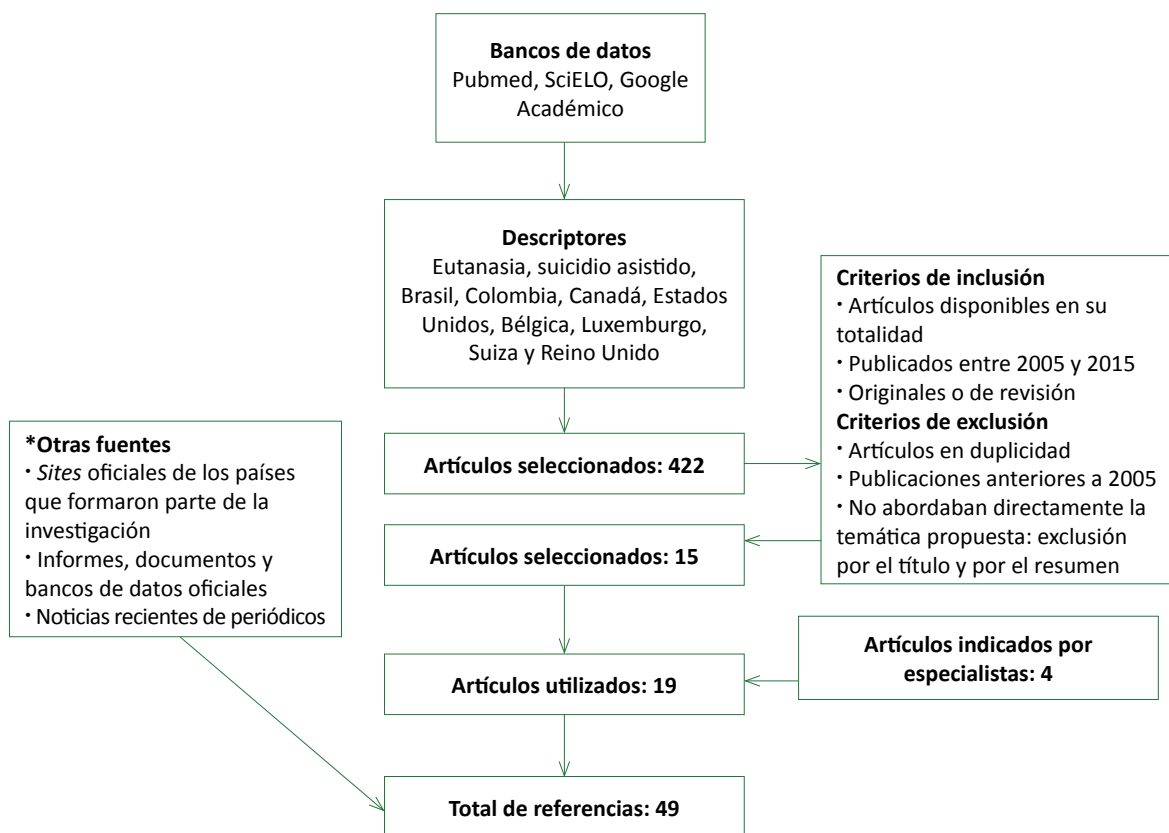 Bancos de datos
Pubmed, SciELO, Google
Académico
Descriptores
Eutanasia, suicidio asistido,
Brasil, Colombia, Canadá, Estados
Unidos, Bélgica, Luxemburgo,
Suiza y Reino Unido
Artículos seleccionados: 422
Criterios de inclusión
· Artículos disponibles en su
totalidad
· Publicados entre 2005 y 2015
· Originales o de revisión
Criterios de exclusión
· Artículos en duplicidad
· Publicaciones anteriores a 2005
· No abordaban directamente la
temática propuesta: exclusión
por el título y por el resumen
Artículos seleccionados: 15
Artículos indicados por
especialistas: 4
Artículos utilizados: 19
*Otras fuentes
· Sites oficiales de los países
que formaron parte de la
investigación
· Informes, documentos y
bancos de datos oficiales
· Noticias recientes de periódicos
Total de referencias: 49